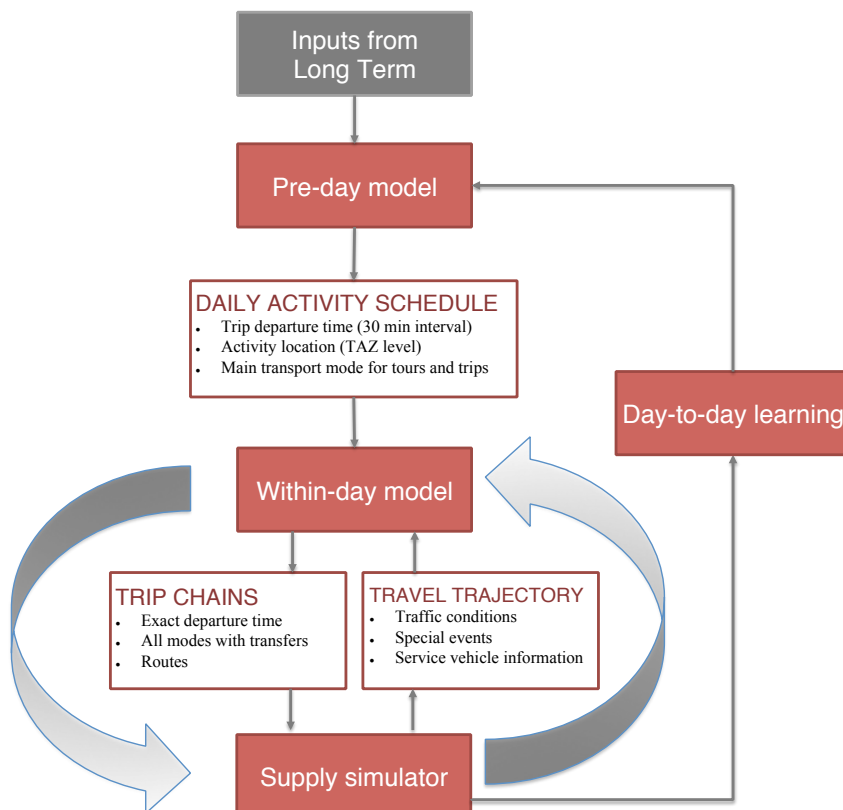 Inputs from
Long Term
Pre-day model
DAILY ACTIVITY SCHEDULE
• Trip departure time (30 min interval)
• Activity location (TAZ level)
• Main transport mode for tours and trips
Day-to-day learning
Within-day model
TRIP CHAINS
• Exact departure time
• All modes with transfers
• Routes
TRAVEL TRAJECTORY
• Traffic conditions
• Special events
• Service vehicle information
Supply simulator